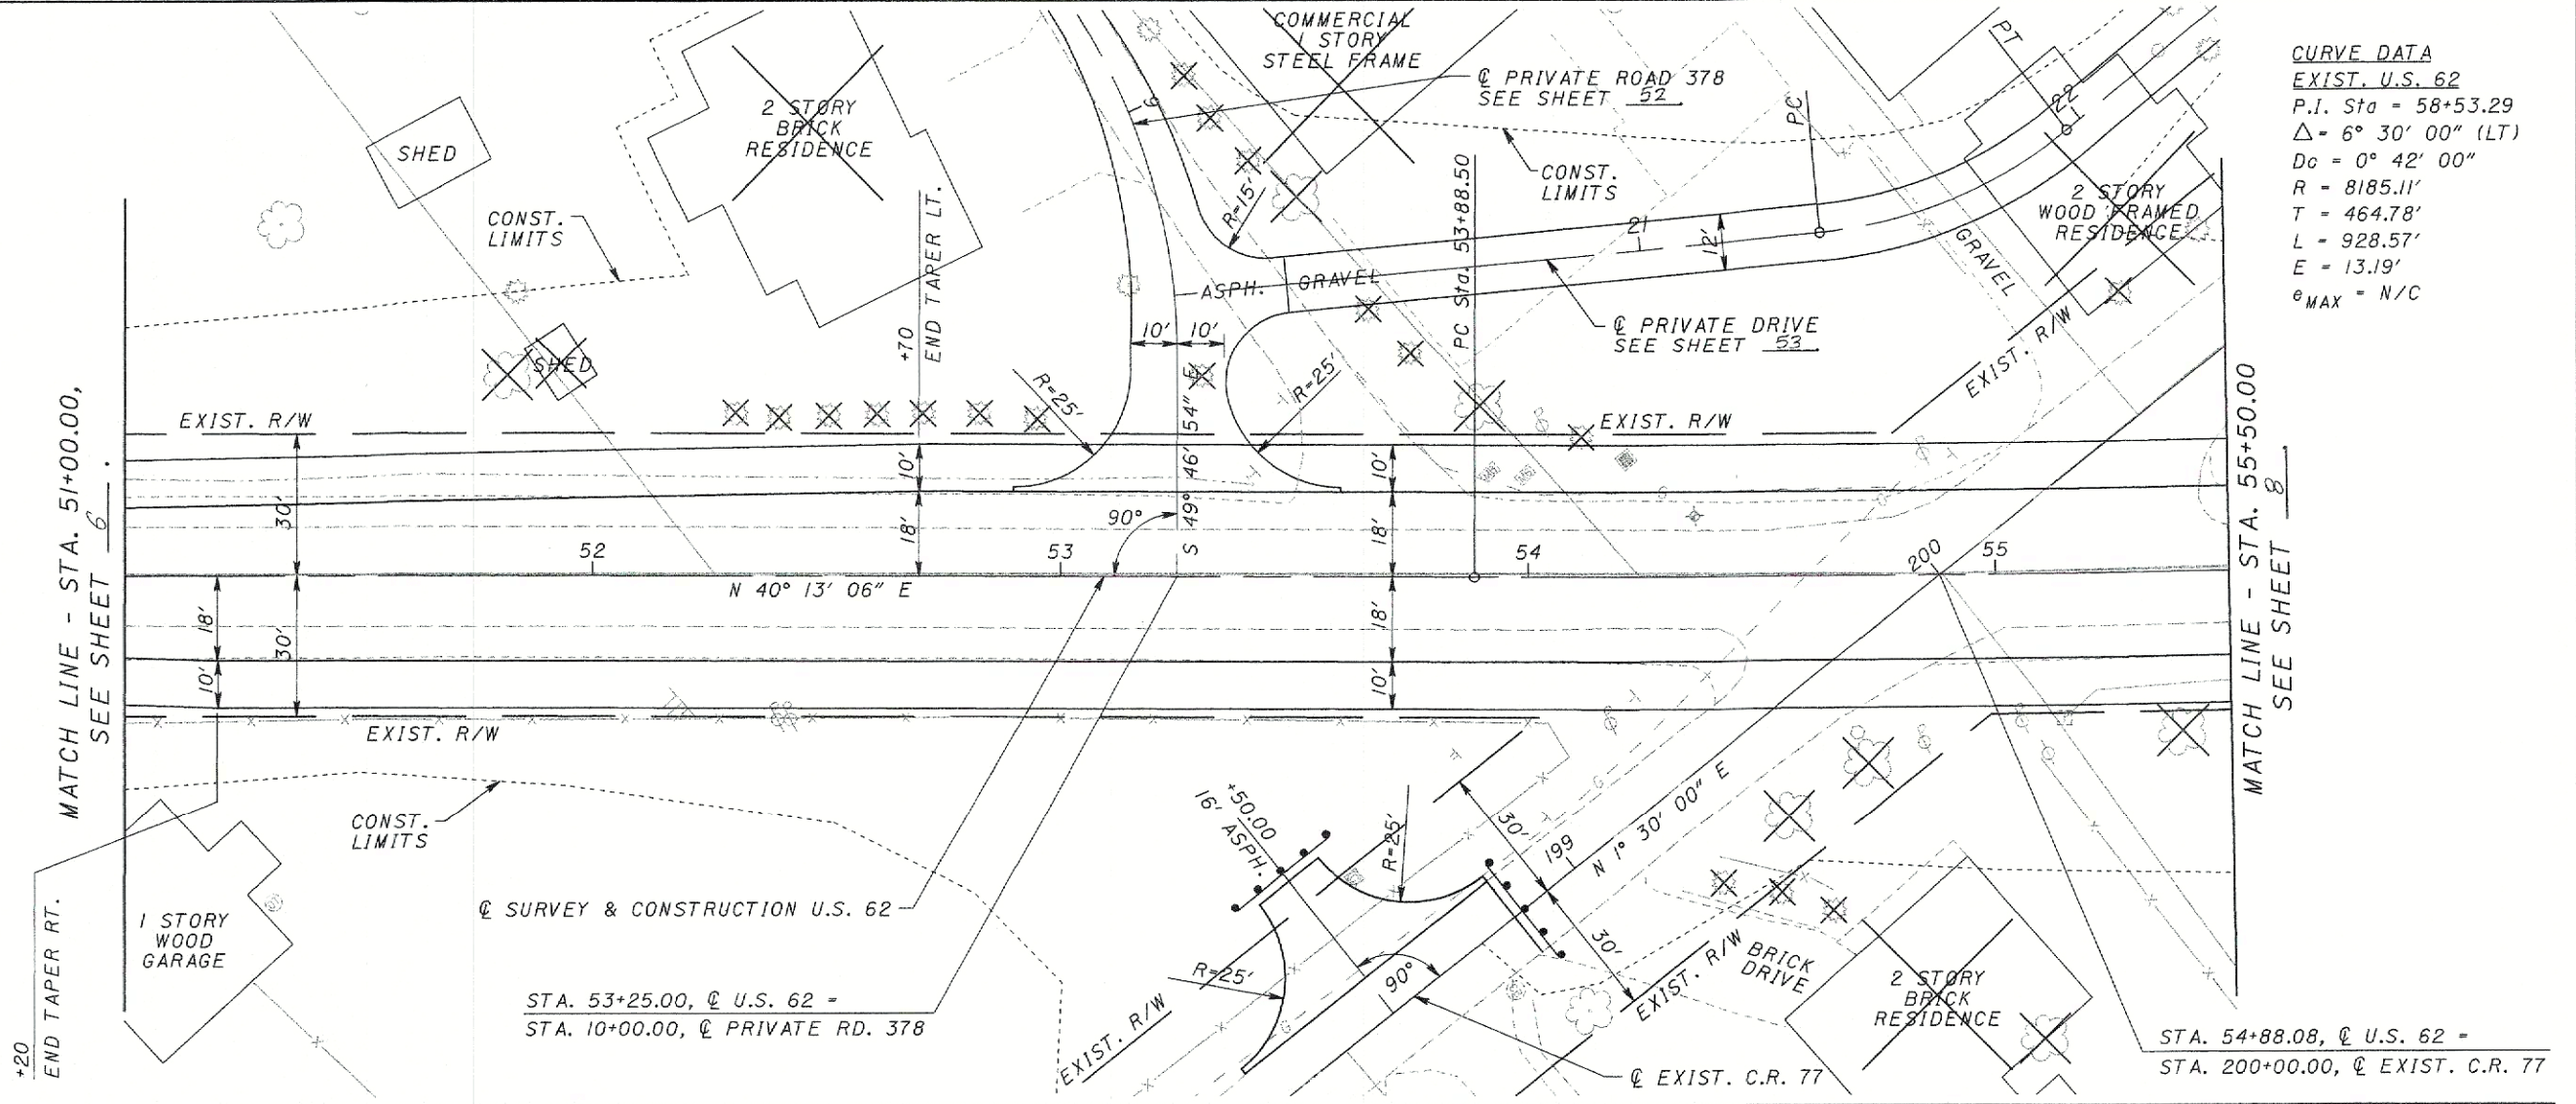 COMMERCIAL
1 STORY
STEEL FRAME
℄ PRIVATE ROAD 378
SEE SHEET 52
CURVE DATA
EXIST. U.S. 62
P.I. Sta = 58+53.29
Δ= 6° 30' 00" (LT)
Dc = 0° 42' 00"
R = 8185.11'
T = 464.78'
L = 928.57'
E = 13.19'
eMAX = N/C
PT
22
PC
SHED
2 STORY
BRICK
RESIDENCE
CONST.
LIMITS
CONST.
LIMITS
2 STORY
WOOD FRAMED
RESIDENCE
R=15'
21
12'
GRAVEL
ASPH.
GRAVEL
+70
END TAPER LT.
PC Sta. 53+88.50
10'
10'
℄ PRIVATE DRIVE
SEE SHEET 53
SHED
R=25'
R=25'
EXIST. R/W
EXIST. R/W
EXIST. R/W
MATCH LINE - STA. 51+00.00,
SEE SHEET 6.
MATCH LINE - STA. 55+50.00
SEE SHEET 8.
30'
10'
18'
90°
S 49° 46' 54" E
10'
18'
52
53
54
200
55
N 40° 13' 06" E
18'
30'
10'
18'
10'
EXIST. R/W
CONST.
LIMITS
+50.00
16' ASPH.
R=25'
30'
199
N 1° 30' 00" E
30'
1 STORY
WOOD
GARAGE
℄ SURVEY & CONSTRUCTION U.S. 62
R=25'
90°
EXIST. R/W
EXIST. R/W
BRICK
DRIVE
2 STORY
BRICK
RESIDENCE
+20
END TAPER RT.
STA. 53+25.00, ℄ U.S. 62 =
STA. 10+00.00, ℄ PRIVATE RD. 378
℄ EXIST. C.R. 77
STA. 54+88.08, ℄ U.S. 62 =
STA. 200+00.00, ℄ EXIST. C.R. 77